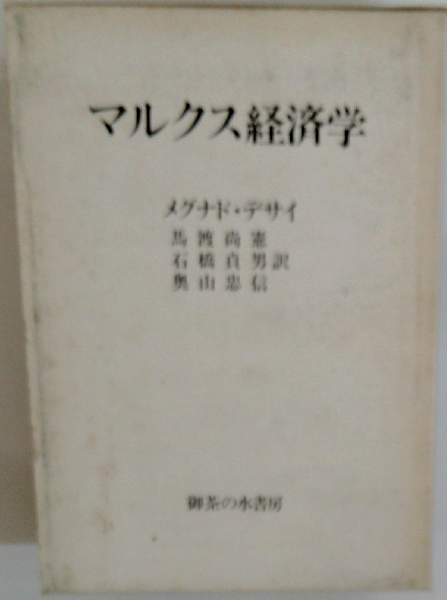 マルクス経済学
メグナド・デサイ
馬渡尚憲
石橋貞男訳
奥山忠信
御茶の水書房